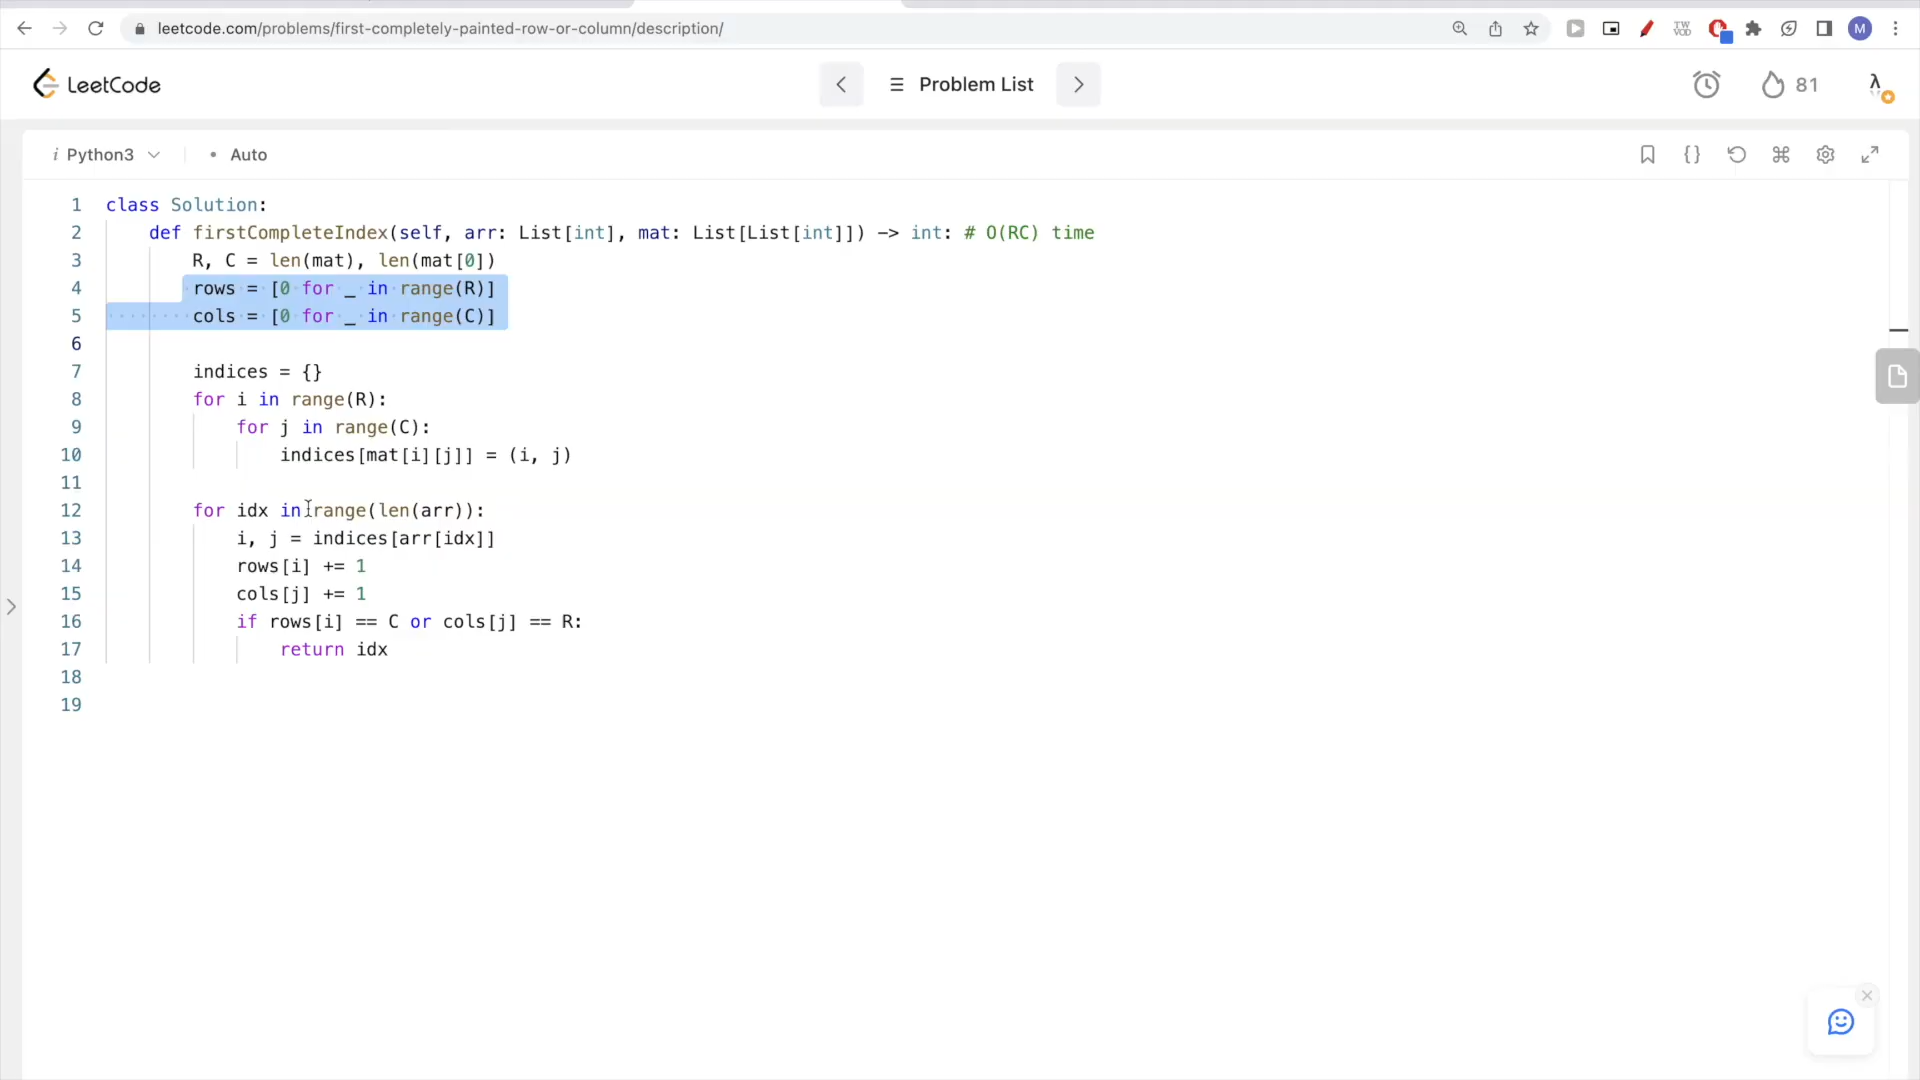 leetcode.com/problems/first-completely-painted-row-or-column/description/
TW
VOD
M
LeetCode
Problem List
81
i Python3
• Auto
{}
1 class Solution:
2 def firstCompleteIndex(self, arr: List[int], mat: List[List[int]]) -> int: # O(RC) time
3 R, C = len(mat), len(mat[0])
4 rows = [0 for _ in range(R)]
5 cols = [0 for _ in range(C)]
6
7 indices = {}
8 for i in range(R):
9 for j in range(C):
10 indices[mat[i][j]] = (i, j)
11
12 for idx in range(len(arr)):
13 i, j = indices[arr[idx]]
14 rows[i] += 1
15 cols[j] += 1
16 if rows[i] == C or cols[j] == R:
17 return idx
18
19